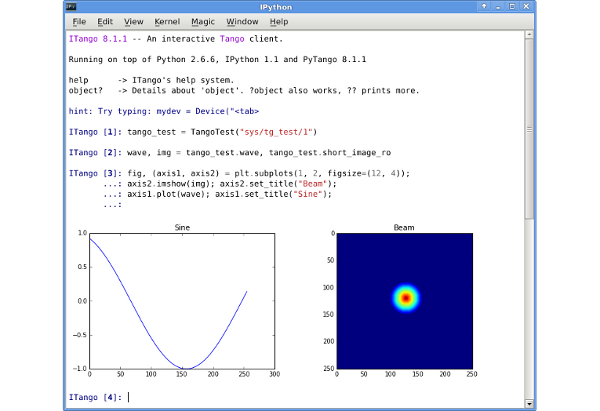 IPython
File Edit View Kernel Magic Window Help
ITango 8.1.1 -- An interactive Tango client.
Running on top of Python 2.6.6, IPython 1.1 and PyTango 8.1.1
help -> ITango's help system.
object? -> Details about 'object'. ?object also works, ?? prints more.
hint: Try typing: mydev = Device("<tab>
ITango [1]: tango_test = TangoTest("sys/tg_test/1")
ITango [2]: wave, img = tango_test.wave, tango_test.short_image_ro
ITango [3]: fig, (axis1, axis2) = plt.subplots(1, 2, figsize=(12, 4));
...: axis2.imshow(img); axis2.set_title("Beam");
...: axis1.plot(wave); axis1.set_title("Sine");
...:
Sine
1.0
0.5
0.0
−0.5
−1.0
0 50 100 150 200 250 300
Beam
0
50
100
150
200
250
0 50 100 150 200 250
ITango [4]: